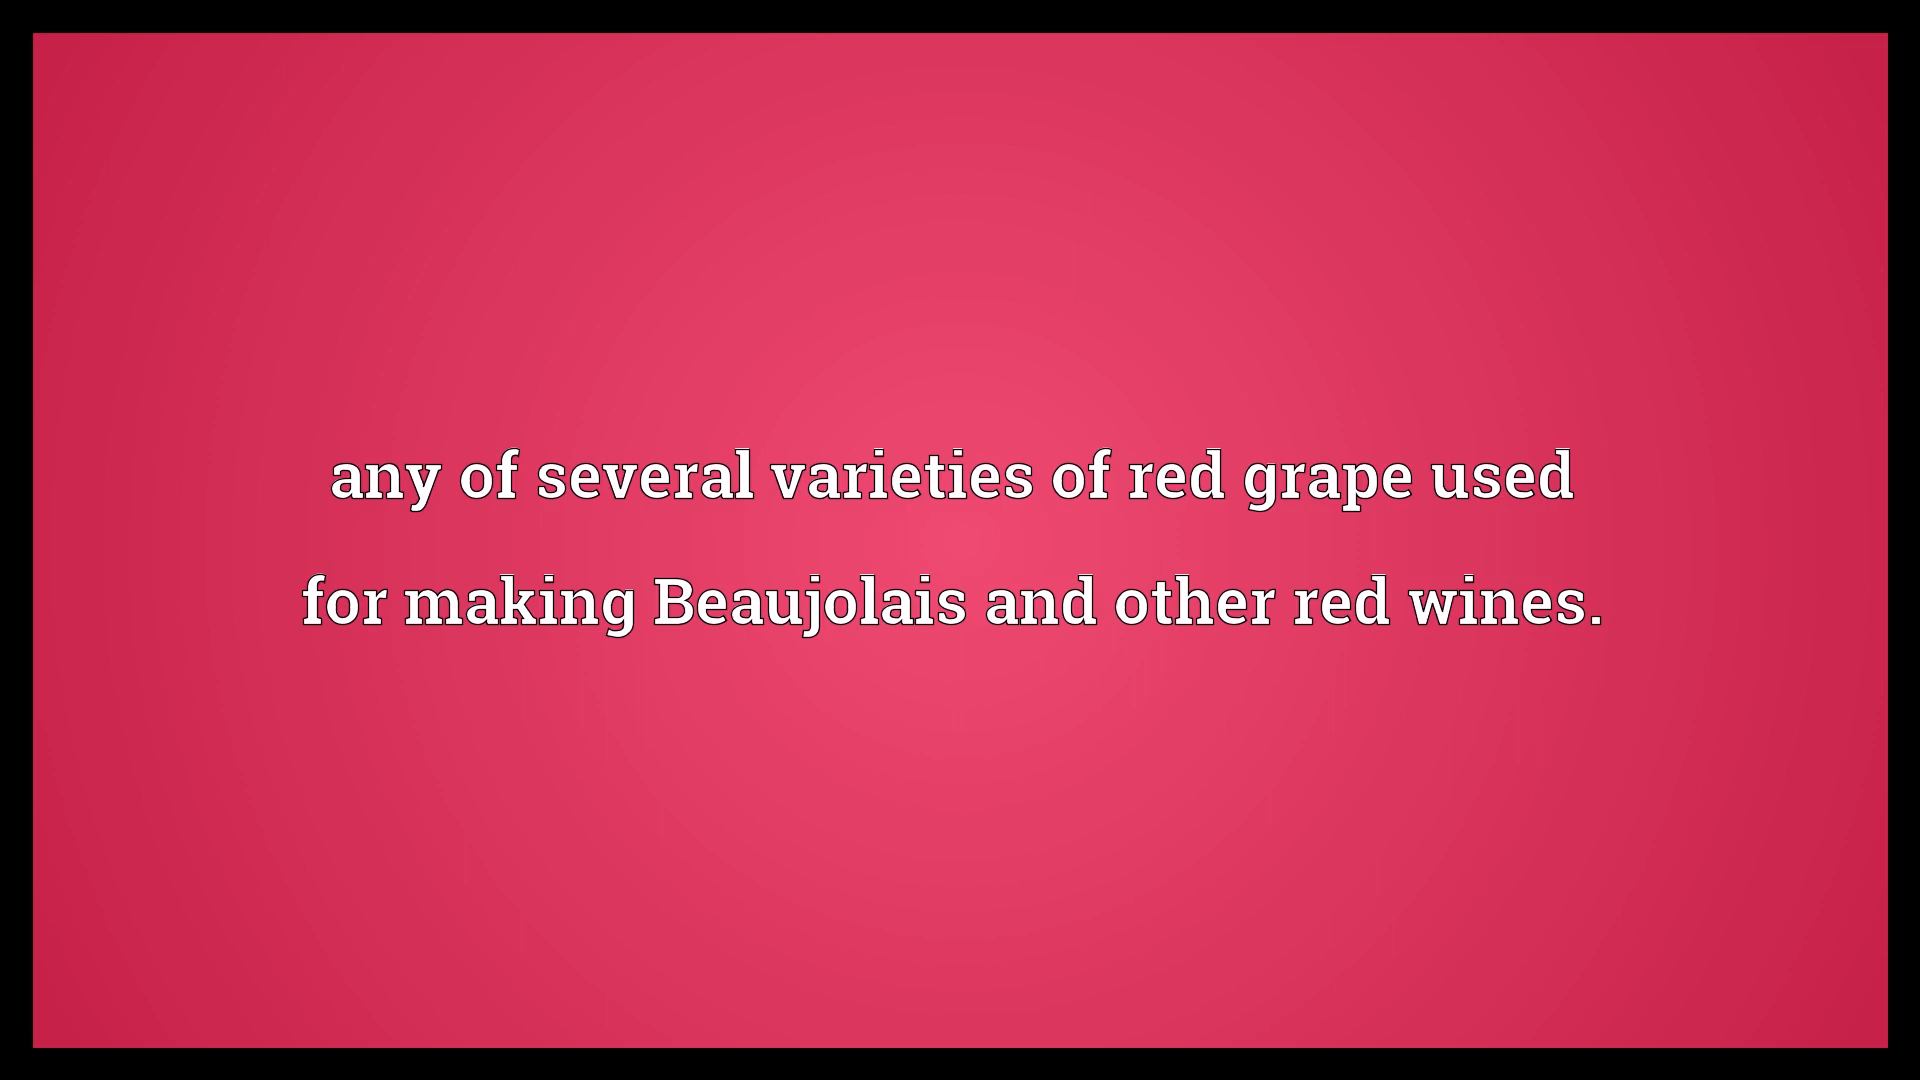 any of several varieties of red grape used
for making Beaujolais and other red wines.